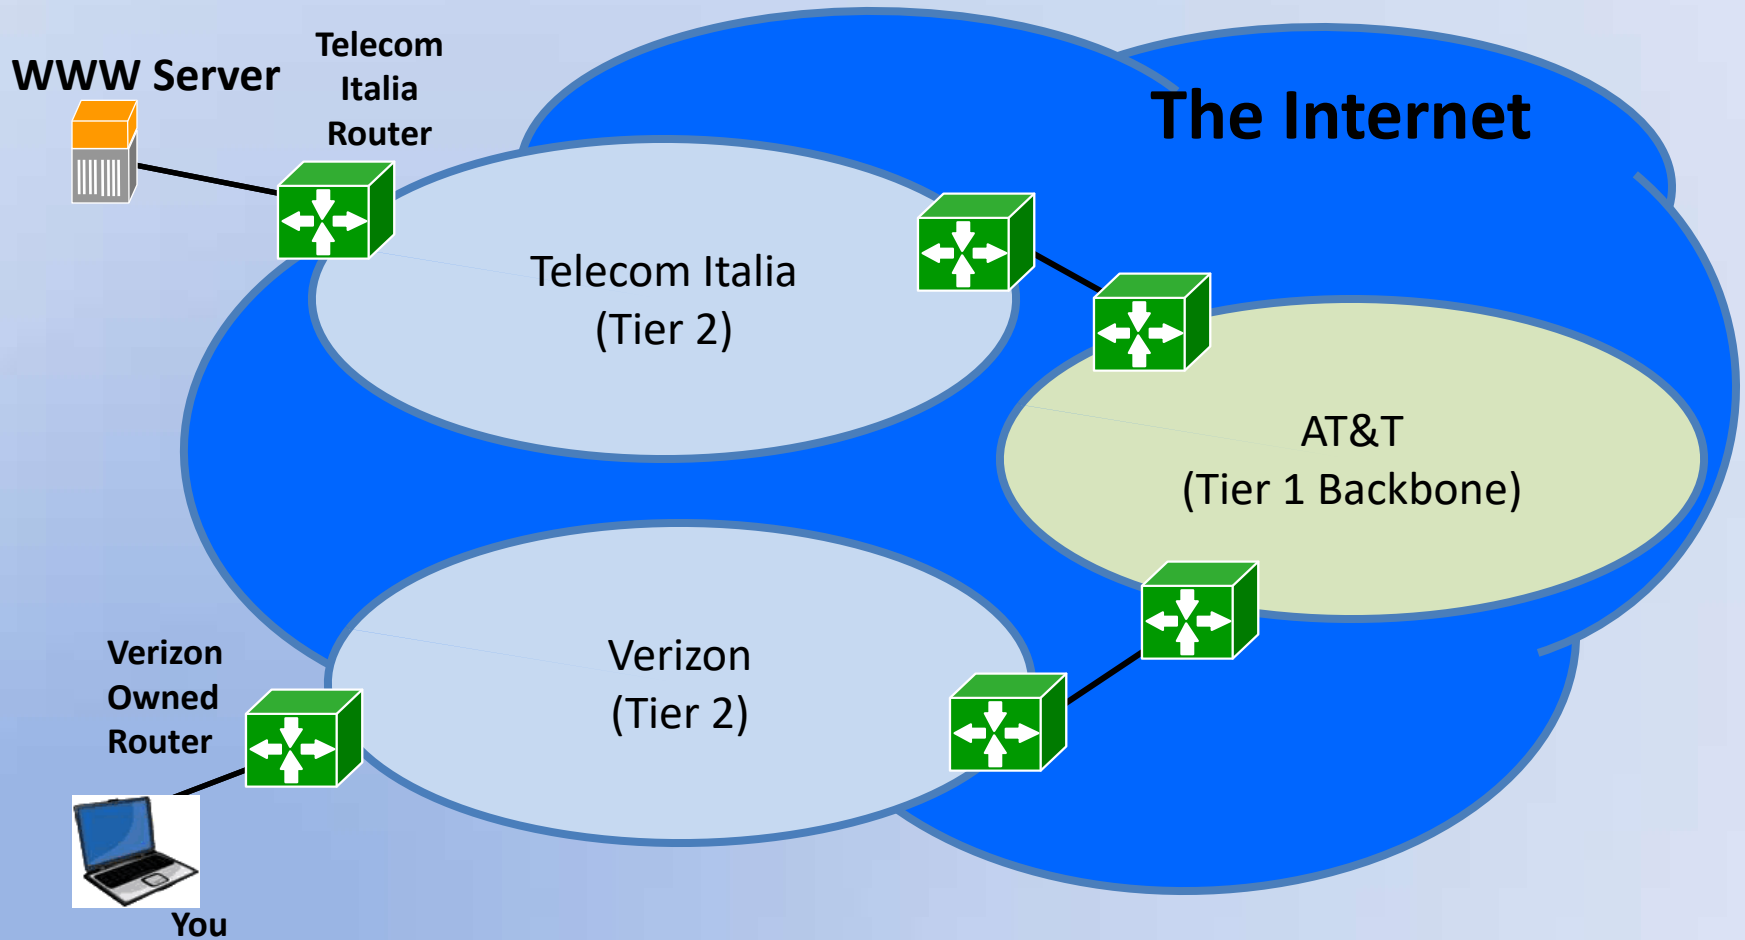 WWW Server
Telecom
Italia
Router
The Internet
Telecom Italia
(Tier 2)
AT&T
(Tier 1 Backbone)
Verizon
(Tier 2)
Verizon
Owned
Router
You